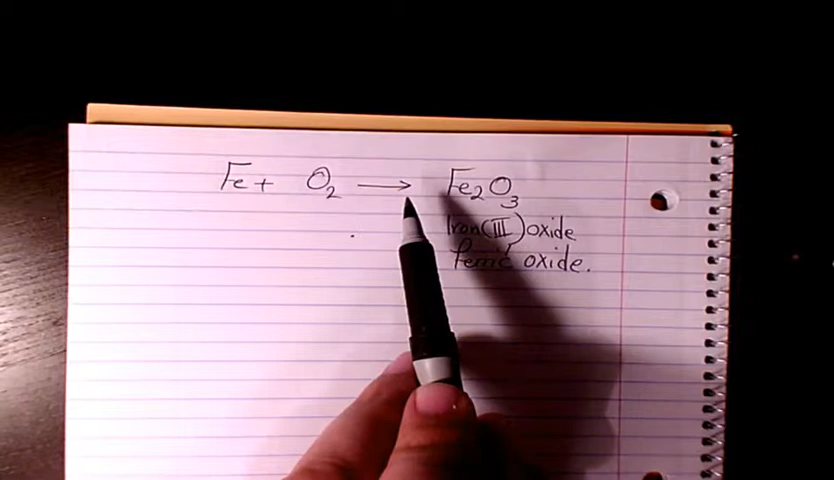 Fe + O₂ → Fe₂O₃
Iron(III)oxide
ferric oxide.